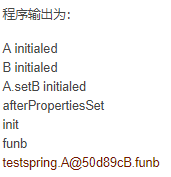 程序输出为：
A initialed
B initialed
A.setB initialed
afterPropertiesSet
init
funb
testspring.A@50d89cB.funb